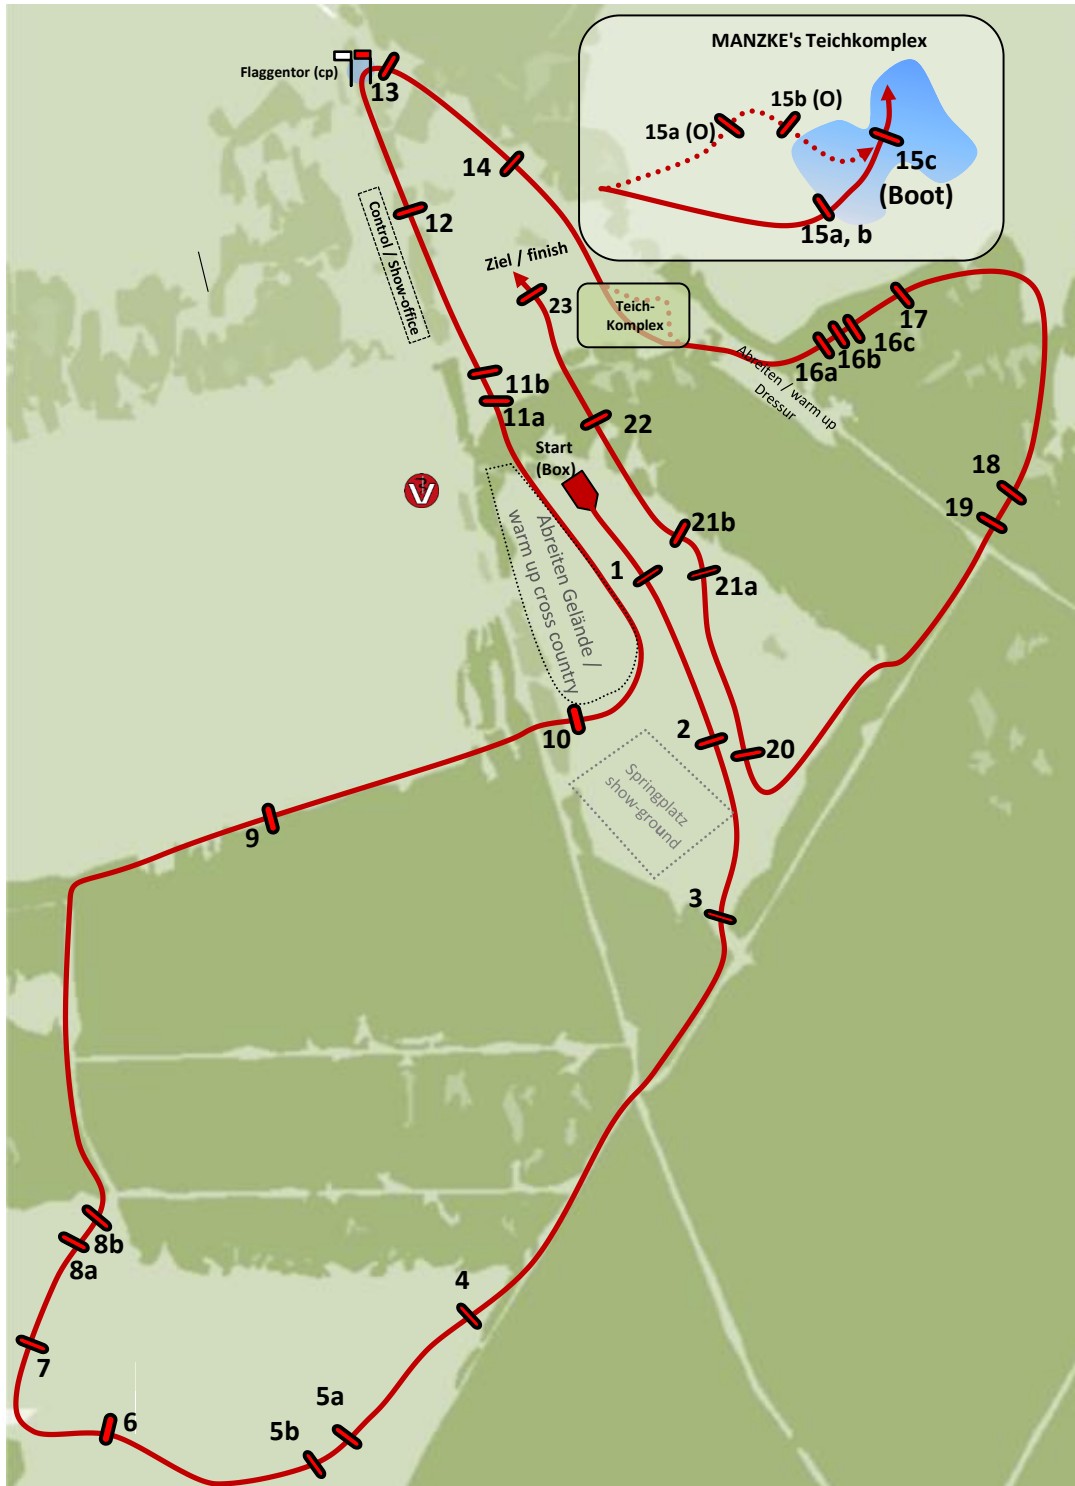 MANZKE's Teichkomplex
15b (O)
15a (O)
15c
(Boot)
15a, b
Flaggentor (cp)
13
14
12
Control / Show-office
Ziel / finish
23
Teich-
Komplex
17
16c
16b
16a
Abreiten / warm up
Dressur
11b
11a
22
Start
(Box)
V
18
19
21b
21a
1
Abreiten Gelände /
warm up cross country
10
2
20
Springplatz
show-ground
9
3
8b
8a
4
7
6
5a
5b